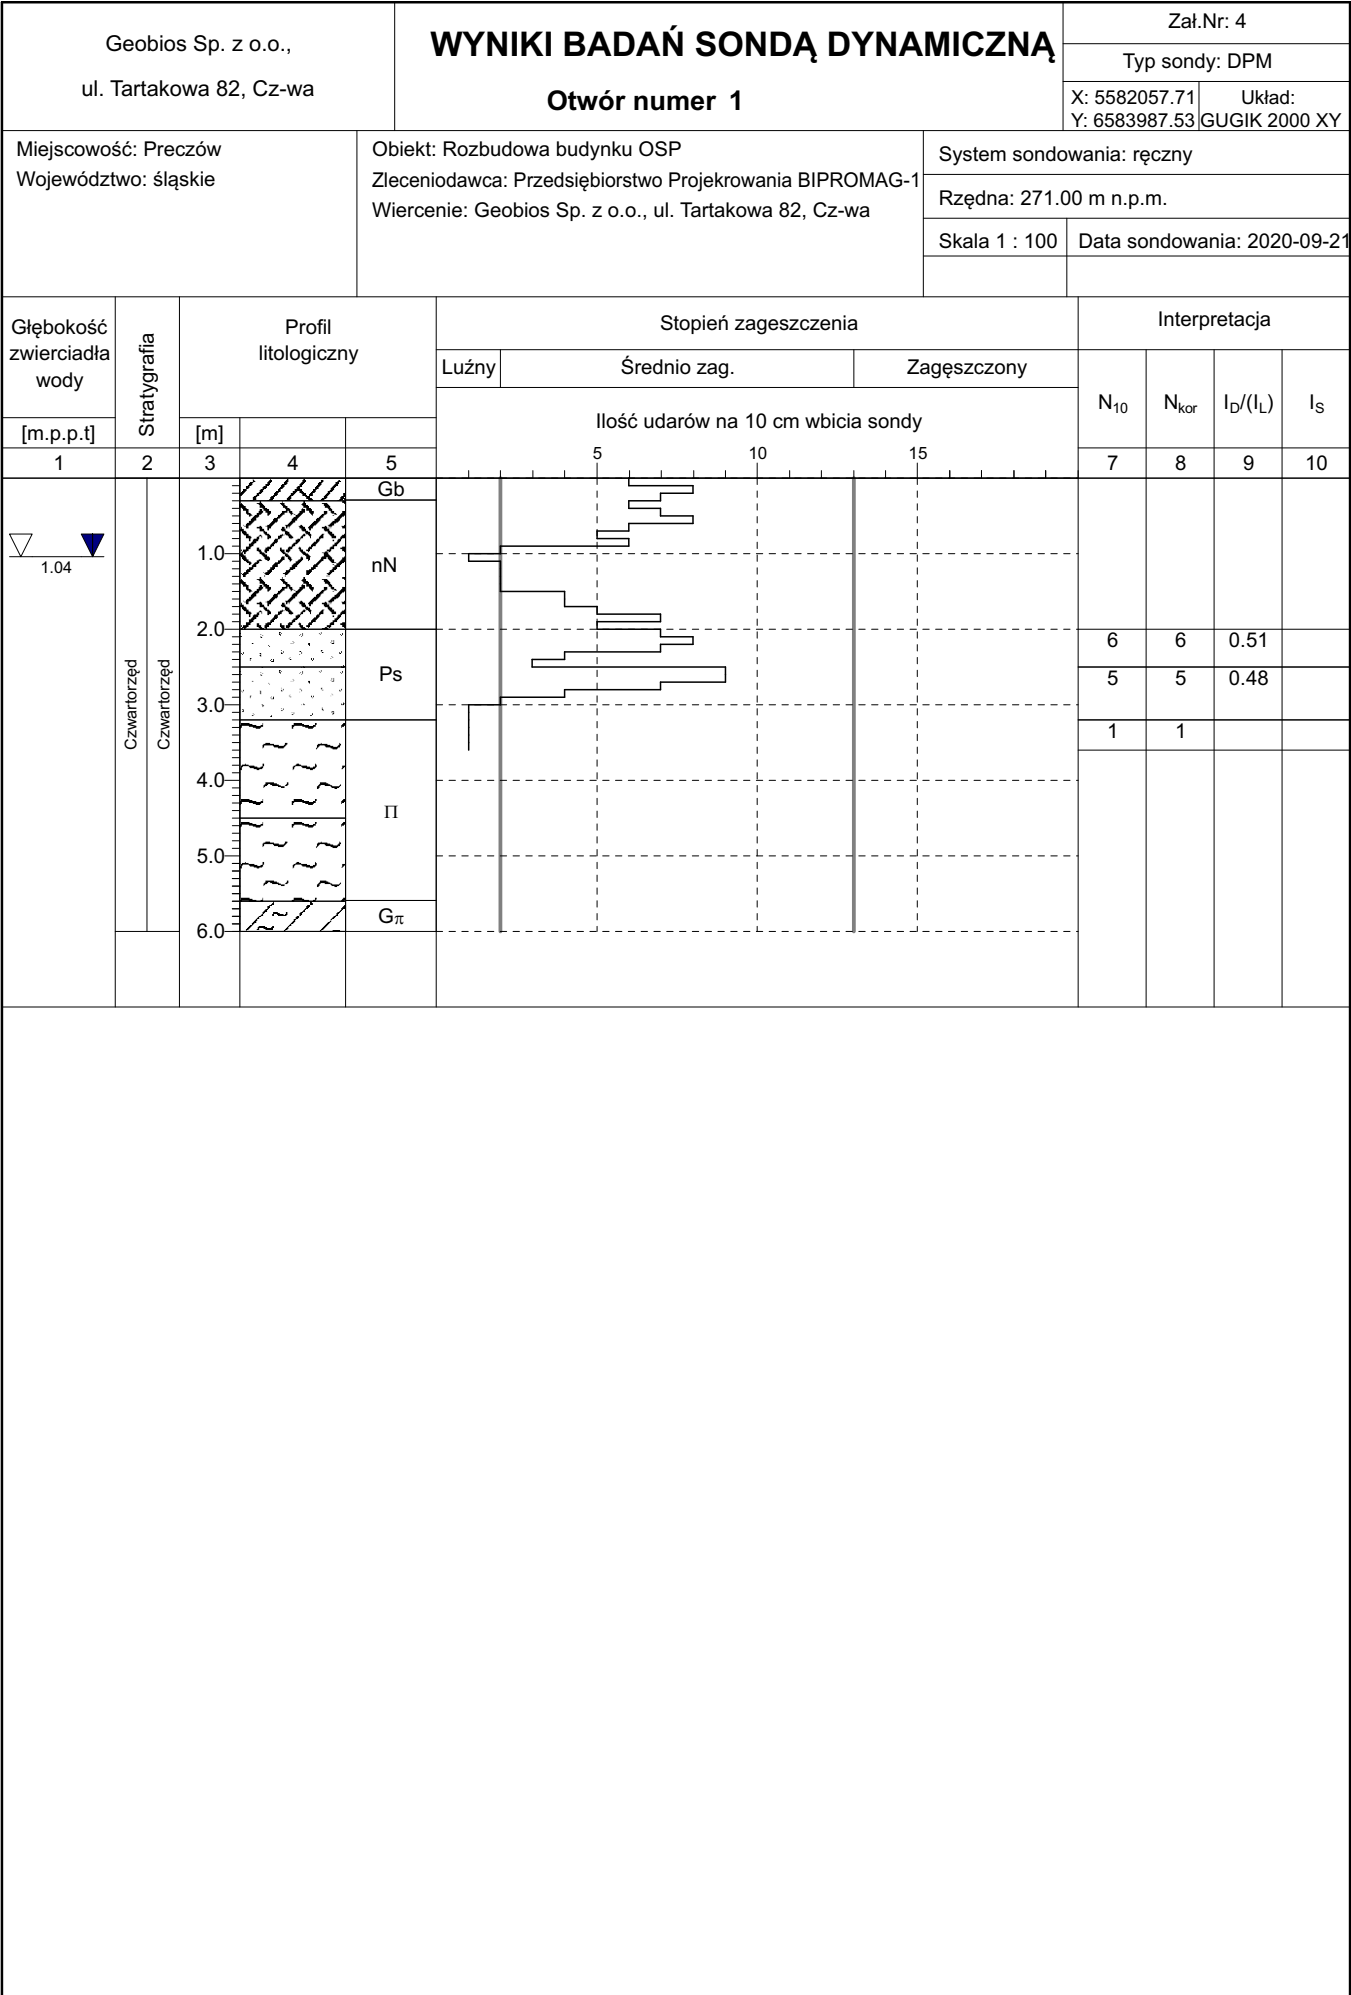 Geobios Sp. z o.o.,
ul. Tartakowa 82, Cz-wa
WYNIKI BADAŃ SONDĄ DYNAMICZNĄ
Otwór numer 1
Zał.Nr: 4
Typ sondy: DPM
X: 5582057.71
Y: 6583987.53
Układ:
GUGIK 2000 XY
Miejscowość: Preczów
Województwo: śląskie
Obiekt: Rozbudowa budynku OSP
Zleceniodawca: Przedsiębiorstwo Projekrowania BIPROMAG-1
Wiercenie: Geobios Sp. z o.o., ul. Tartakowa 82, Cz-wa
System sondowania: ręczny
Rzędna: 271.00 m n.p.m.
Skala 1 : 100
Data sondowania: 2020-09-21
Głębokość
zwierciadła
wody
[m.p.p.t]
Stratygrafia
Profil
litologiczny
[m]
Stopień zageszczenia
Luźny
Średnio zag.
Zagęszczony
Ilość udarów na 10 cm wbicia sondy
5 10 15
Interpretacja
N10
Nkor
ID/(IL)
IS
1 2 3 4 5 7 8 9 10
1.04
Czwartorzęd
Czwartorzęd
1.0
2.0
3.0
4.0
5.0
6.0
Gb
nN
Ps
Π
Gπ
6 6 0.51
5 5 0.48
1 1